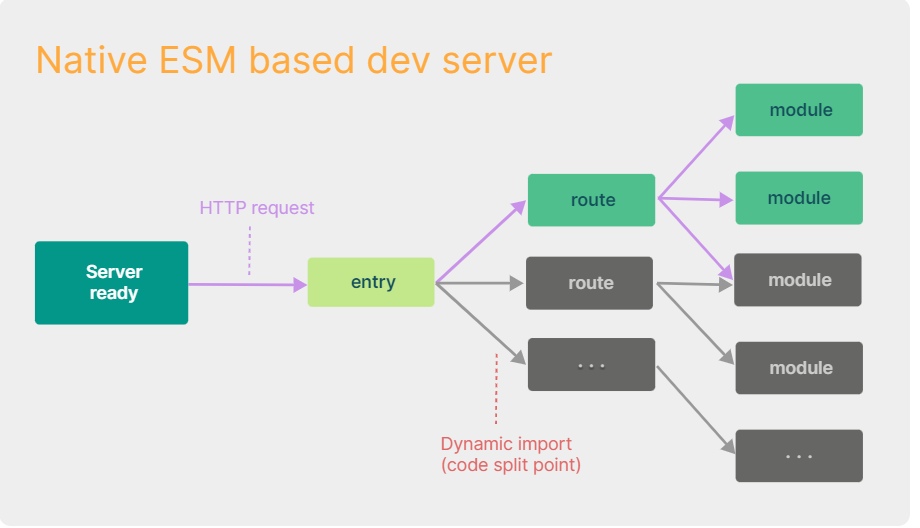 Native ESM based dev server
module
HTTP request
route
module
Server
ready
entry
route
module
. . .
module
Dynamic import
(code split point)
. . .